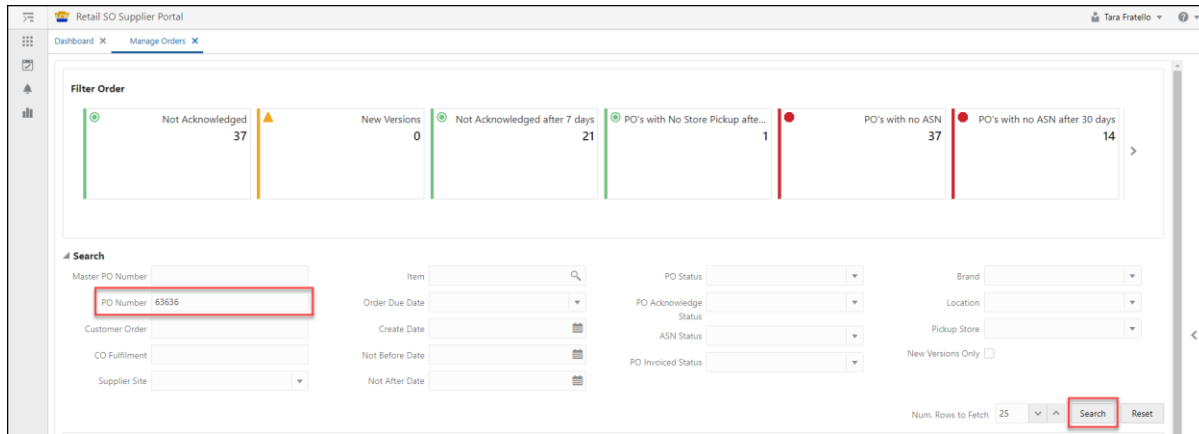 Retail SO Supplier Portal
Tara Fratello
Dashboard
Manage Orders
Filter Order
Not Acknowledged
37
New Versions
0
Not Acknowledged after 7 days
21
PO's with No Store Pickup afte...
1
PO's with no ASN
37
PO's with no ASN after 30 days
14
Search
Master PO Number
PO Number 63636
Customer Order
CO Fulfilment
Supplier Site
Item
Order Due Date
Create Date
Not Before Date
Not After Date
PO Status
PO Acknowledge
Status
ASN Status
PO Invoiced Status
Brand
Location
Pickup Store
New Versions Only
Num. Rows to Fetch 25 Search Reset